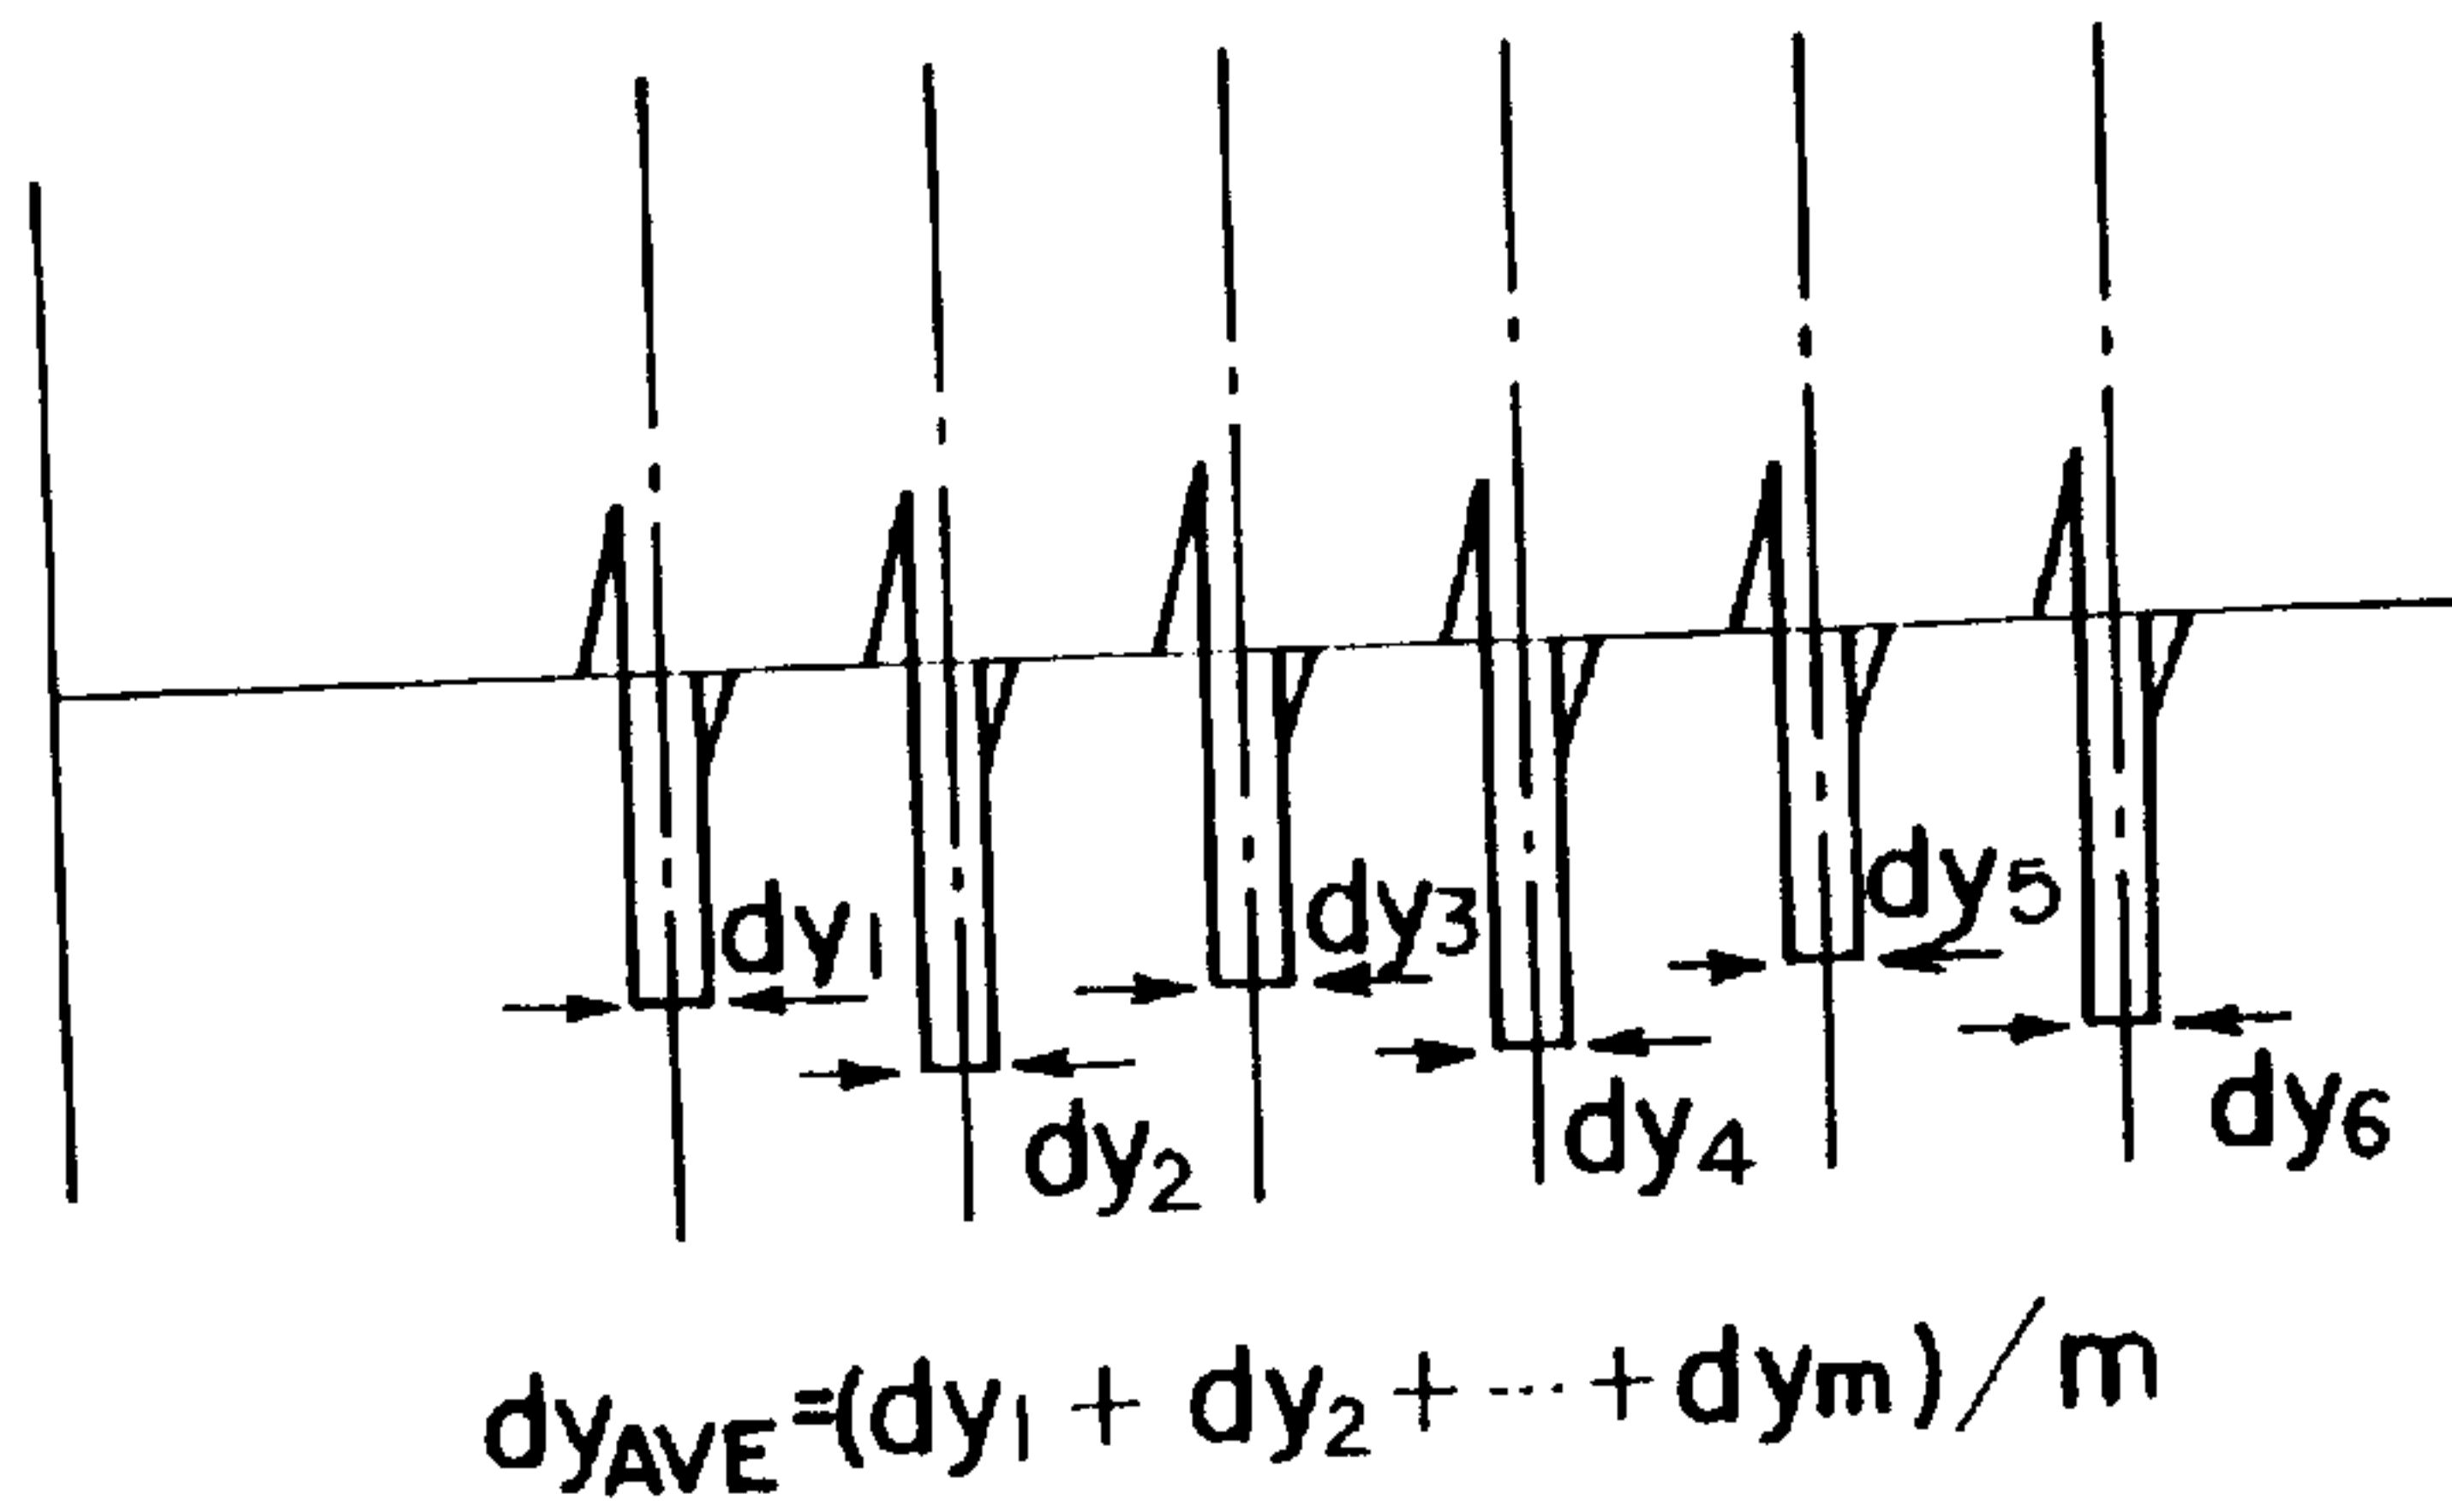 dy1
dy2
dy3
dy4
dy5
dy6
dyAVE=(dy1 + dy2 + --- + dym)/m